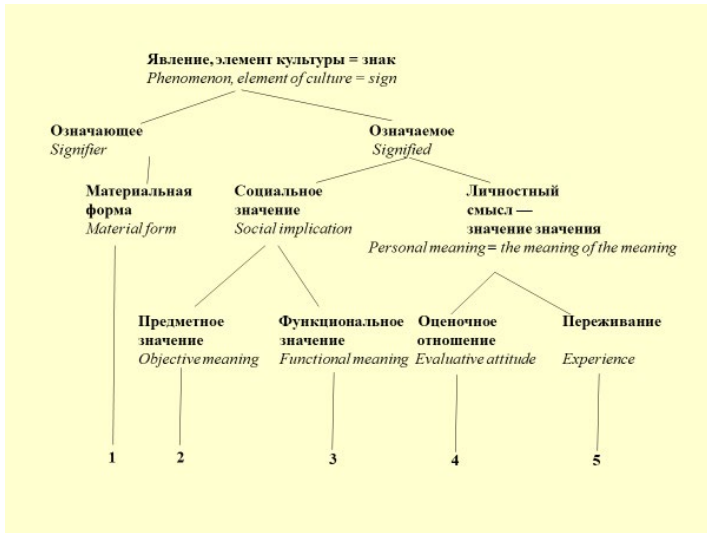 Явление, элемент культуры = знак
Phenomenon, element of culture = sign
Означающее
Signifier
Означаемое
Signified
Материальная
форма
Material form
Социальное
значение
Social implication
Личностный
смысл —
значение значения
Personal meaning = the meaning of the meaning
Предметное
значение
Objective meaning
Функциональное
значение
Functional meaning
Оценочное
отношение
Evaluative attitude
Переживание
Experience
1
2
3
4
5